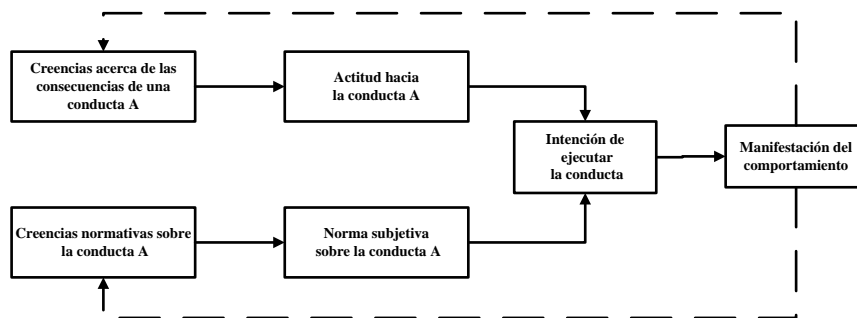 Creencias acerca de las
consecuencias de una
conducta A
Actitud hacia
la conducta A
Intención de
ejecutar
la conducta
Manifestación del
comportamiento
Creencias normativas sobre
la conducta A
Norma subjetiva
sobre la conducta A